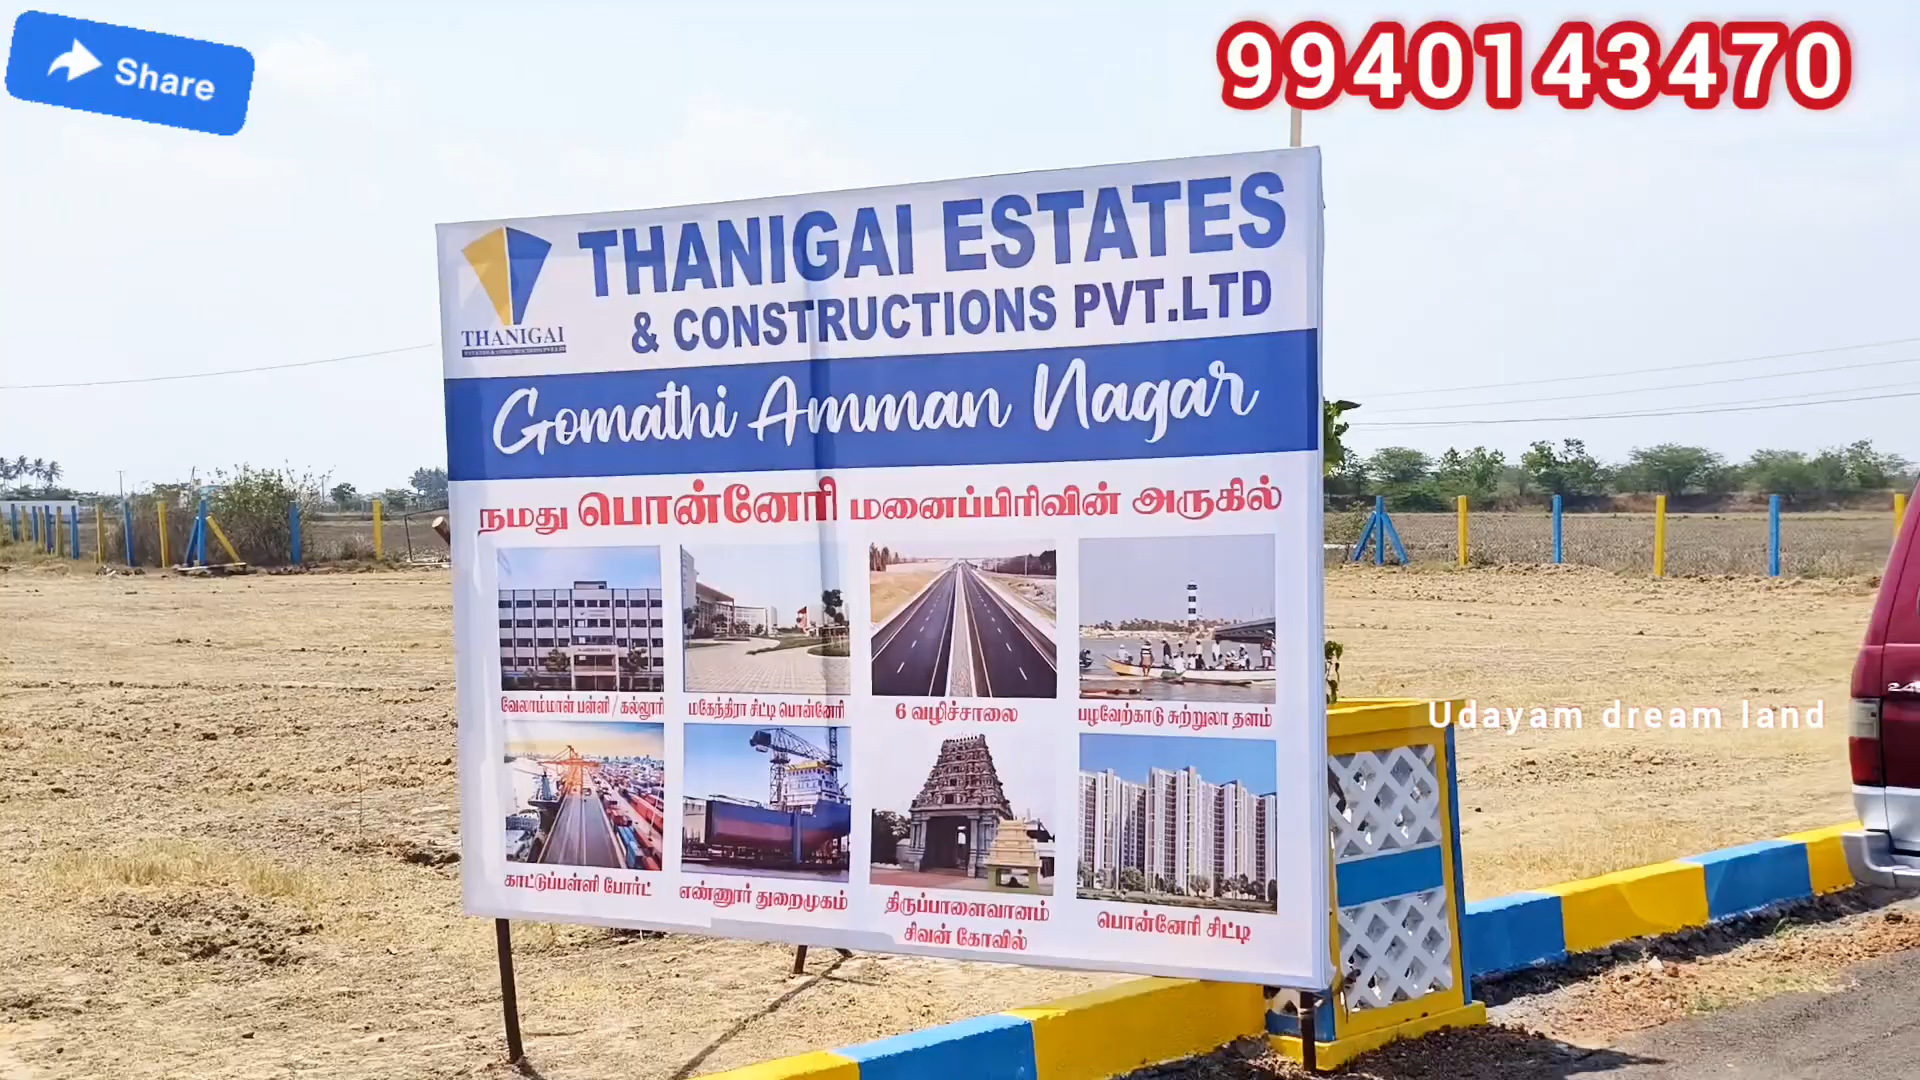 Share
9940143470
THANIGAI ESTATES
& CONSTRUCTIONS PVT.LTD
THANIGAI
Gomathi Amman Nagar
நமது பொன்னேரி மனைப்பிரிவின் அருகில்
வேலாம்மாள் பள்ளி/கல்லூரி
மகேந்திரா சிட்டி பொன்னேரி
6 வழிச்சாலை
பழவேற்காடு சுற்றுலா தளம்
Udayam dream land
காட்டுப்பள்ளி போர்ட்
எண்ணூர் துறைமுகம்
திருப்பாளைவானம்
சிவன் கோவில்
பொன்னேரி சிட்டி